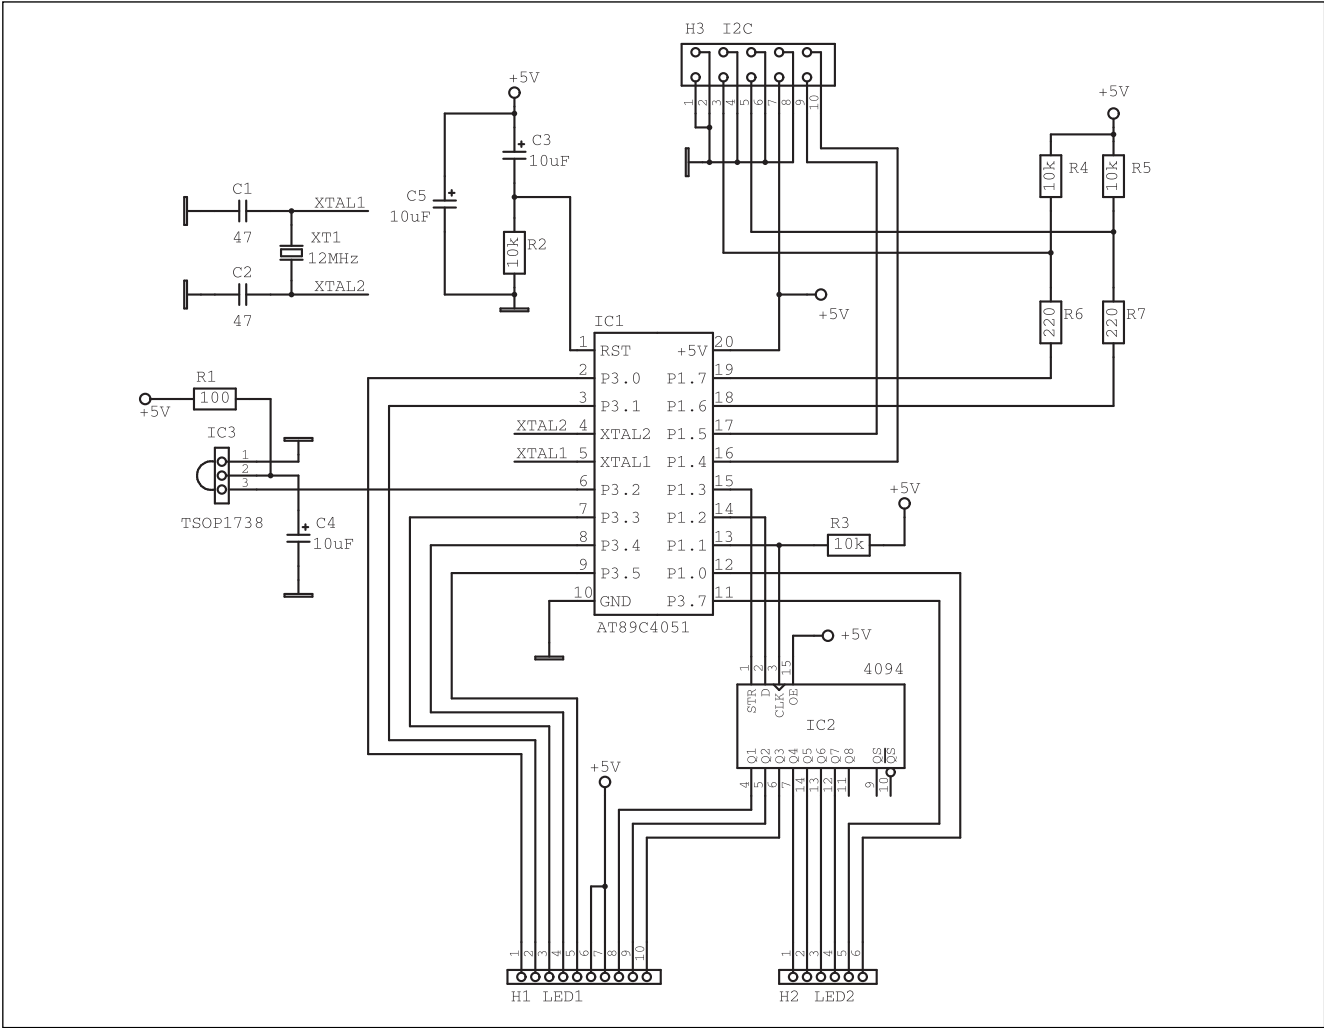 H3 I2C
1 2 3 4 5 6 7 8 9 10
+5V
+5V
C3
10uF
C5
10uF
R2
10k
R4
10k
R5
10k
C1
47
XTAL1
XT1
12MHz
C2
47
XTAL2
+5V
R6
220
R7
220
IC1
1 RST +5V 20
2 P3.0 P1.7 19
3 P3.1 P1.6 18
XTAL2 4 XTAL2 P1.5 17
XTAL1 5 XTAL1 P1.4 16
6 P3.2 P1.3 15
7 P3.3 P1.2 14
8 P3.4 P1.1 13
9 P3.5 P1.0 12
10 GND P3.7 11
AT89C4051
R1
100
+5V
IC3
1
2
3
TSOP1738
C4
10uF
+5V
R3
10k
+5V
4094
1 2 3 15
STR D CLK OE
IC2
Q1 Q2 Q3 Q4 Q5 Q6 Q7 Q8 QS QS
4 5 6 7 14 13 12 11 9 10
+5V
1 2 3 4 5 6 7 8 9 10
H1 LED1
1 2 3 4 5 6
H2 LED2